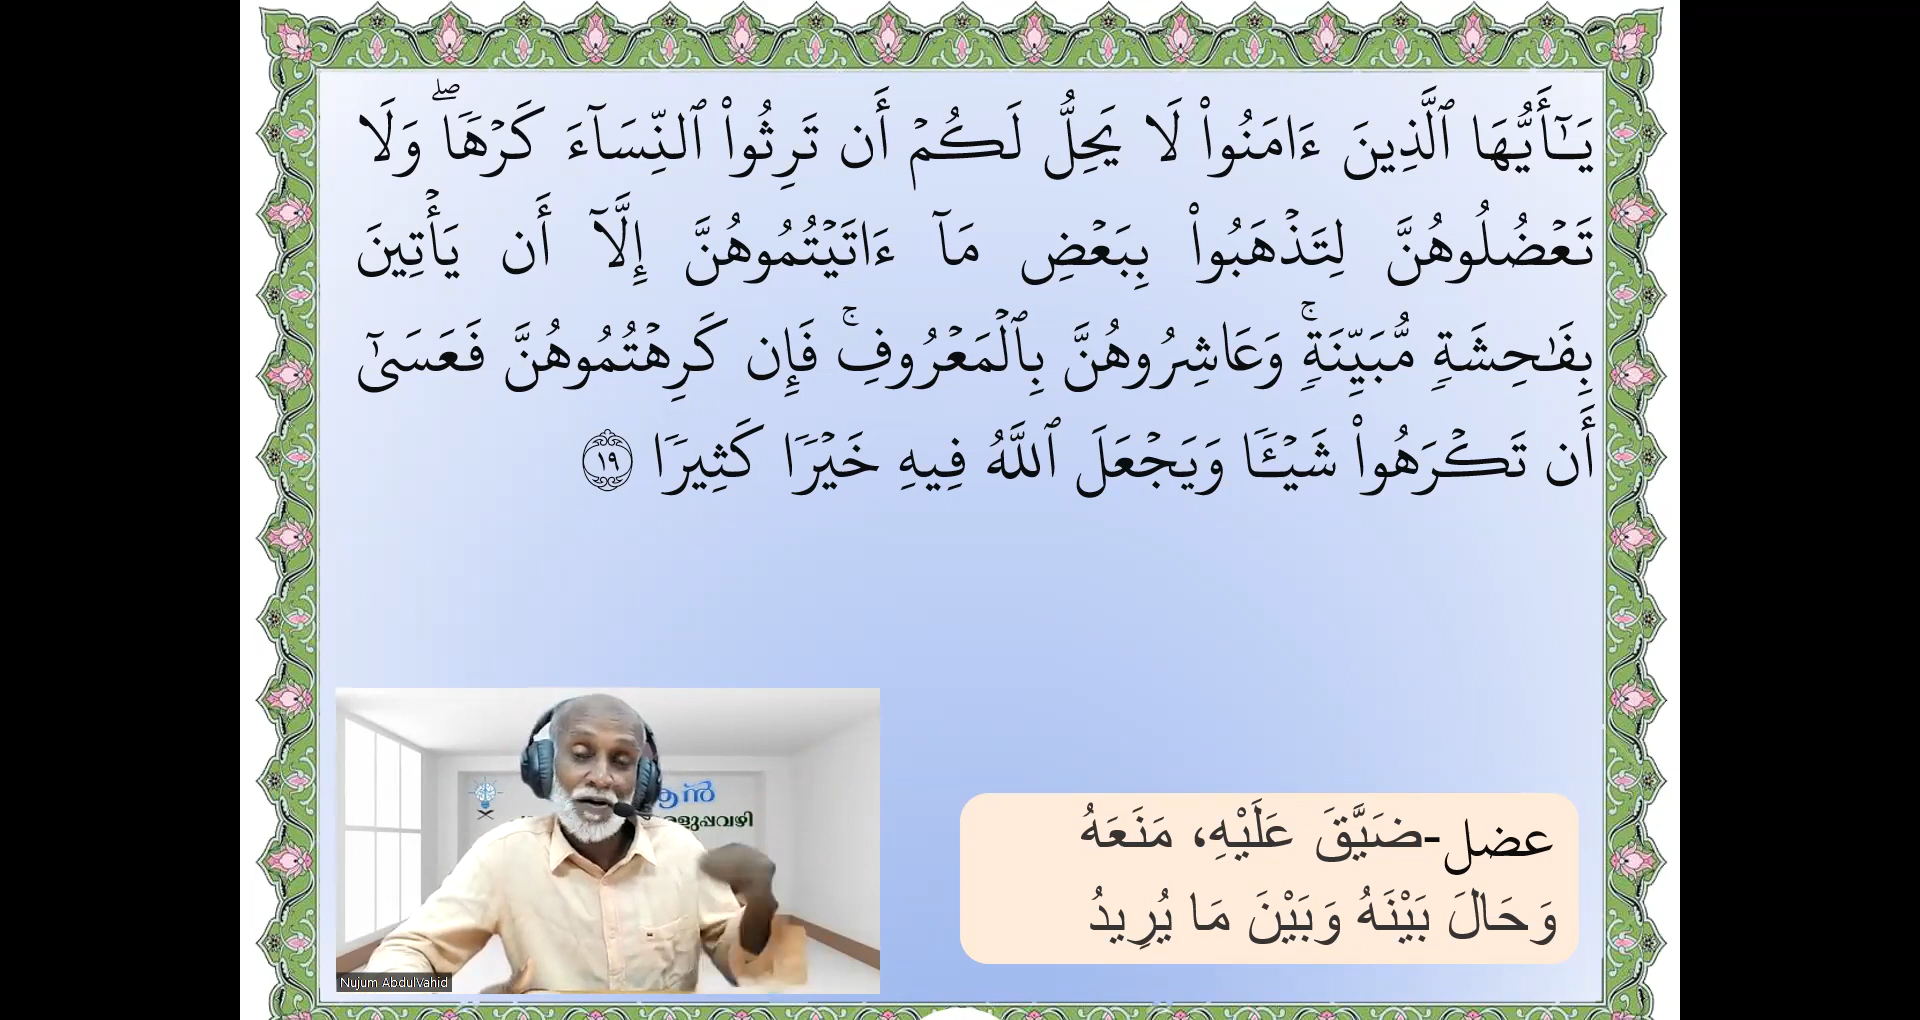 يَـٰٓأَيُّهَا ٱلَّذِينَ ءَامَنُوا۟ لَا يَحِلُّ لَكُمْ أَن تَرِثُوا۟ ٱلنِّسَآءَ كَرْهًا ۖ وَلَا
تَعْضُلُوهُنَّ لِتَذْهَبُوا۟ بِبَعْضِ مَآ ءَاتَيْتُمُوهُنَّ إِلَّآ أَن يَأْتِينَ
بِفَـٰحِشَةٍ مُّبَيِّنَةٍ ۚ وَعَاشِرُوهُنَّ بِٱلْمَعْرُوفِ ۚ فَإِن كَرِهْتُمُوهُنَّ فَعَسَىٰٓ
أَن تَكْرَهُوا۟ شَيْـًٔا وَيَجْعَلَ ٱللَّهُ فِيهِ خَيْرًا كَثِيرًا ١٩
عضل-ضَيَّقَ عَلَيْهِ، مَنَعَهُ
وَحَالَ بَيْنَهُ وَبَيْنَ مَا يُرِيدُ
Nujum AbdulVahid